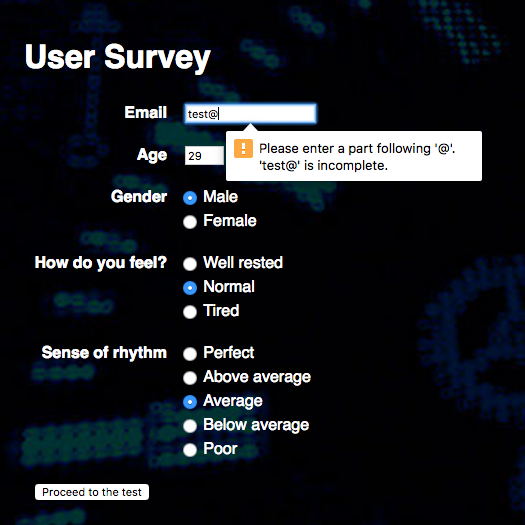 User Survey
Email test@
Please enter a part following '@'.
'test@' is incomplete.
Age 29
Gender Male
Female
How do you feel? Well rested
Normal
Tired
Sense of rhythm Perfect
Above average
Average
Below average
Poor
Proceed to the test